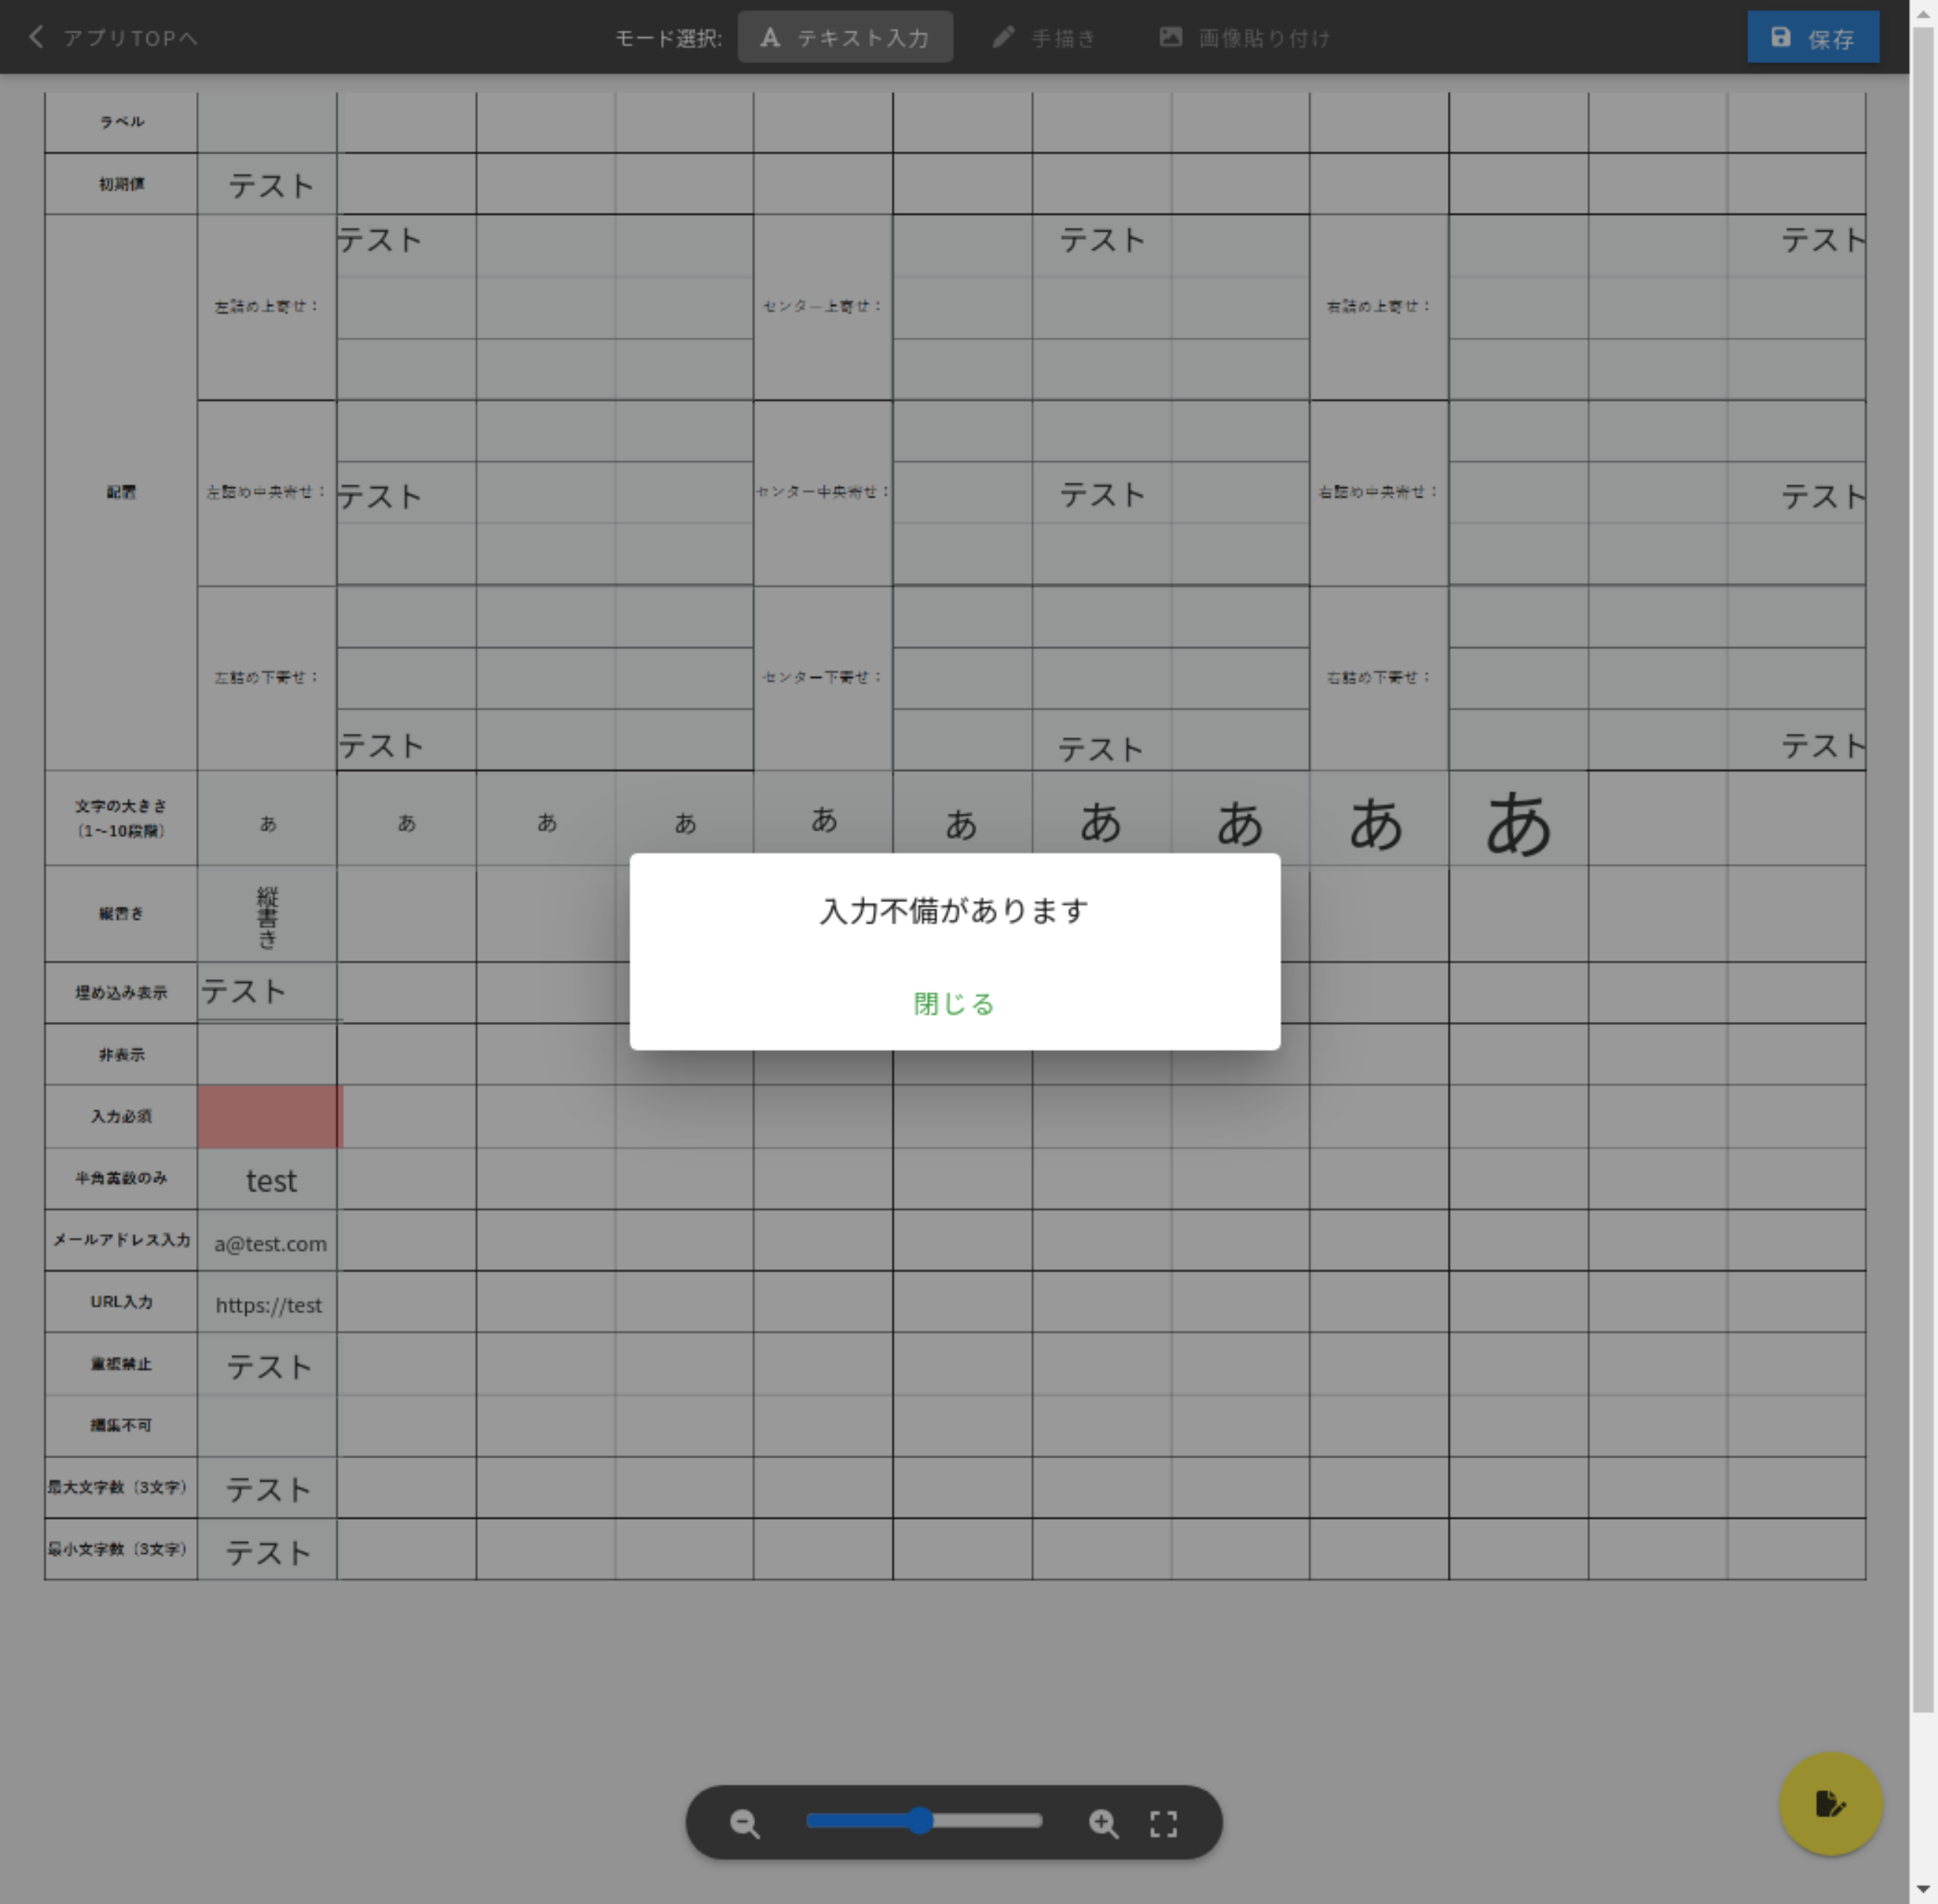 アプリTOPへ
モード選択:
テキスト入力
手描き
画像貼り付け
保存
ラベル
初期値
テスト
配置
左詰め上寄せ：
テスト
センター上寄せ：
テスト
右詰め上寄せ：
テスト
左詰め中央寄せ：
テスト
センター中央寄せ：
テスト
右詰め中央寄せ：
テスト
左詰め下寄せ：
テスト
センター下寄せ：
テスト
右詰め下寄せ：
テスト
文字の大きさ
（1〜10段階）
あ
あ
あ
あ
あ
あ
あ
あ
あ
あ
縦書き
縦書き
入力不備があります
閉じる
埋め込み表示
テスト
非表示
入力必須
半角英数のみ
test
メールアドレス入力
a@test.com
URL入力
https://test
重複禁止
テスト
編集不可
最大文字数（3文字）
テスト
最小文字数（3文字）
テスト